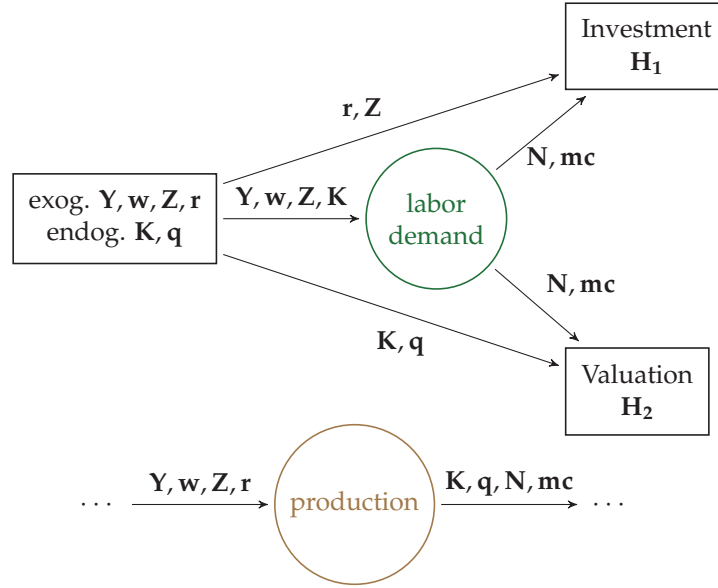 Investment
H₁
r, Z
N, mc
exog. Y, w, Z, r
endog. K, q
Y, w, Z, K
labor
demand
N, mc
K, q
Valuation
H₂
Y, w, Z, r
K, q, N, mc
· · ·
production
· · ·